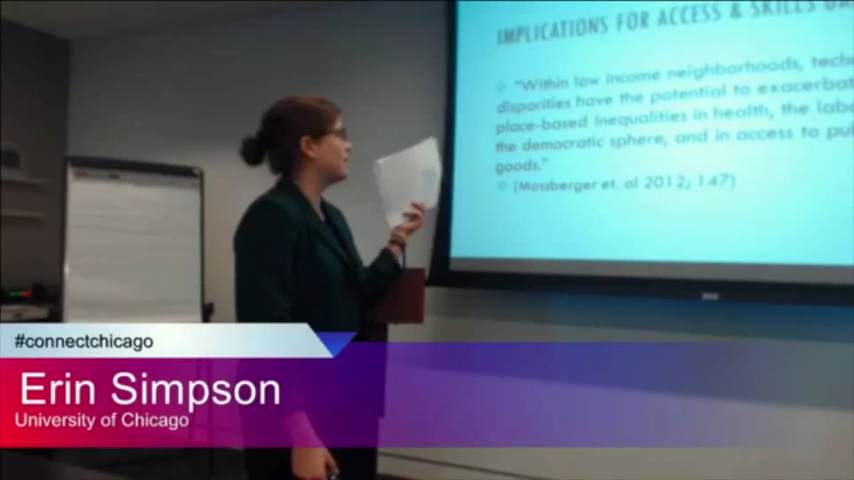 IMPLICATIONS FOR ACCESS & SKILLS
"Within low income neighborhoods,
disparities have the potential to
place-based inequalities in health, the
the democratic sphere, and in access to
goods."
(Mossberger et. al 2012; 147)
#connectchicago
Erin Simpson
University of Chicago